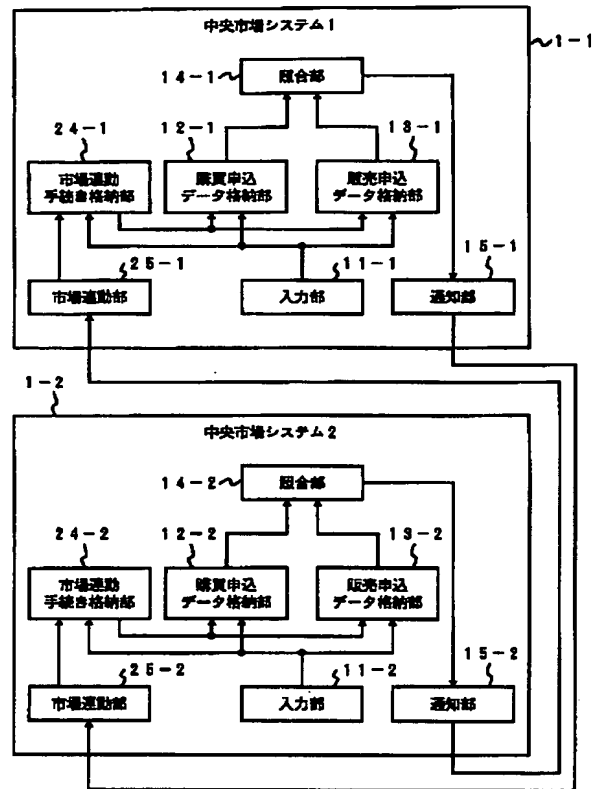 中央市場システム1
1-1
照合部
14-1
24-1
12-1
13-1
市場連動
手続き格納部
購買申込
データ格納部
販売申込
データ格納部
25-1
11-1
15-1
市場連動部
入力部
通知部
1-2
中央市場システム2
照合部
14-2
24-2
12-2
13-2
市場連動
手続き格納部
購買申込
データ格納部
販売申込
データ格納部
25-2
11-2
15-2
市場連動部
入力部
通知部